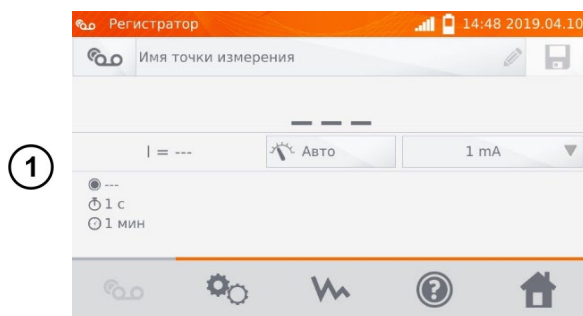 Регистратор 14:48 2019.04.10
Имя точки измерения
---
1
I = --- Авто 1 mA
---
1 с
1 мин